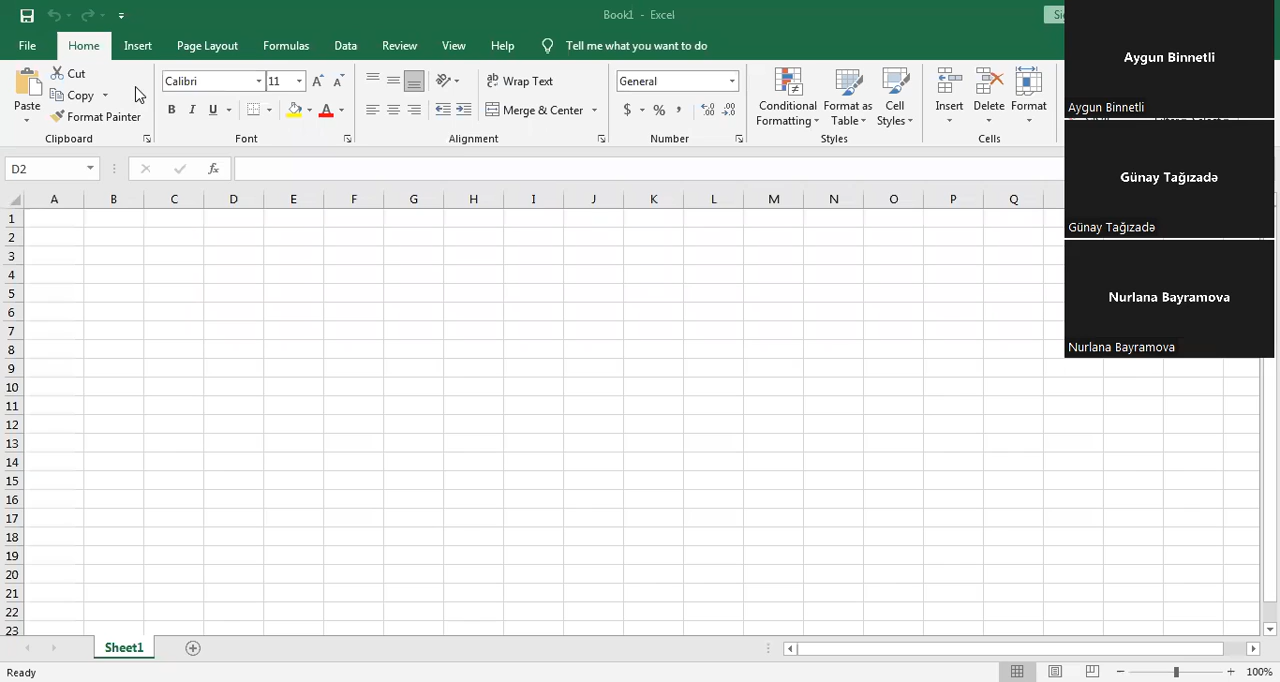 Book1 - Excel
File Home Insert Page Layout Formulas Data Review View Help Tell me what you want to do
Paste
Cut
Copy
Format Painter
Clipboard
Calibri 11
B I U
Font
Wrap Text
Merge & Center
Alignment
General
$ % ,
Number
Conditional Formatting
Format as Table
Cell Styles
Styles
Insert Delete Format
Cells
Aygun Binnetli
Aygun Binnetli
Günay Tağızadə
Günay Tağızadə
Nurlana Bayramova
Nurlana Bayramova
D2 fx
A B C D E F G H I J K L M N O P Q
1
2
3
4
5
6
7
8
9
10
11
12
13
14
15
16
17
18
19
20
21
22
23
Sheet1
Ready 100%